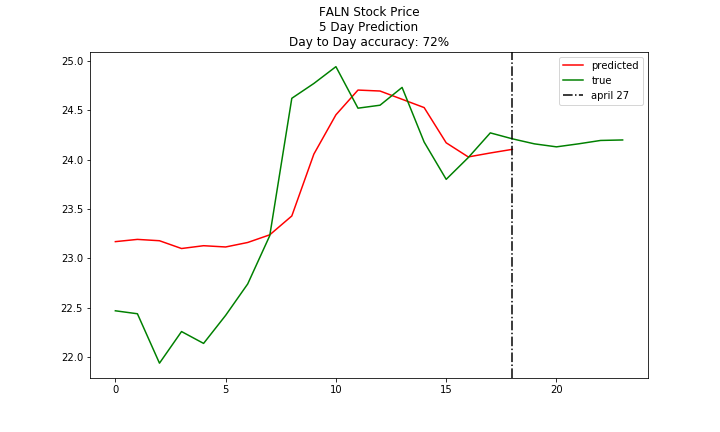 FALN Stock Price
5 Day Prediction
Day to Day accuracy: 72%
predicted
true
april 27
25.0
24.5
24.0
23.5
23.0
22.5
22.0
0 5 10 15 20